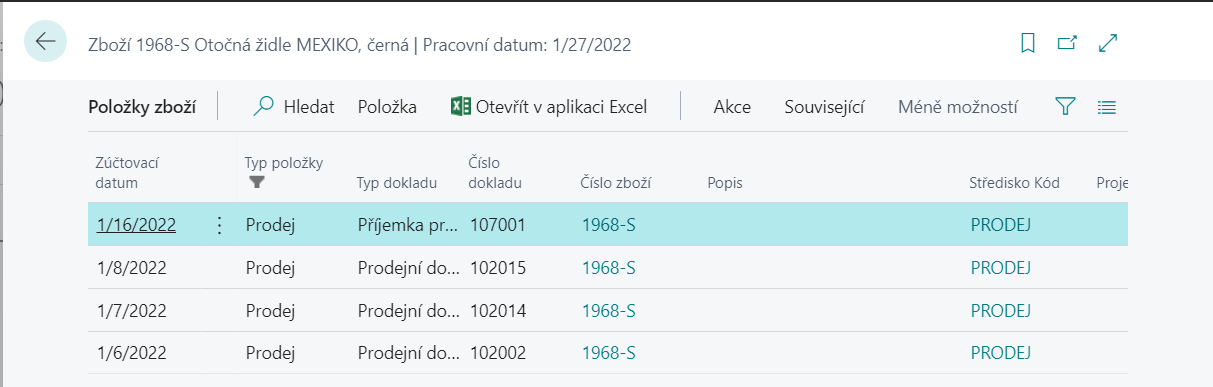 Zboží 1968-S Otočná židle MEXIKO, černá | Pracovní datum: 1/27/2022
Položky zboží Hledat Položka Otevřít v aplikaci Excel Akce Související Méně možností
Zúčtovací datum Typ položky Typ dokladu Číslo dokladu Číslo zboží Popis Středisko Kód Proje
1/16/2022 Prodej Příjemka pr... 107001 1968-S PRODEJ
1/8/2022 Prodej Prodejní do... 102015 1968-S PRODEJ
1/7/2022 Prodej Prodejní do... 102014 1968-S PRODEJ
1/6/2022 Prodej Prodejní do... 102002 1968-S PRODEJ